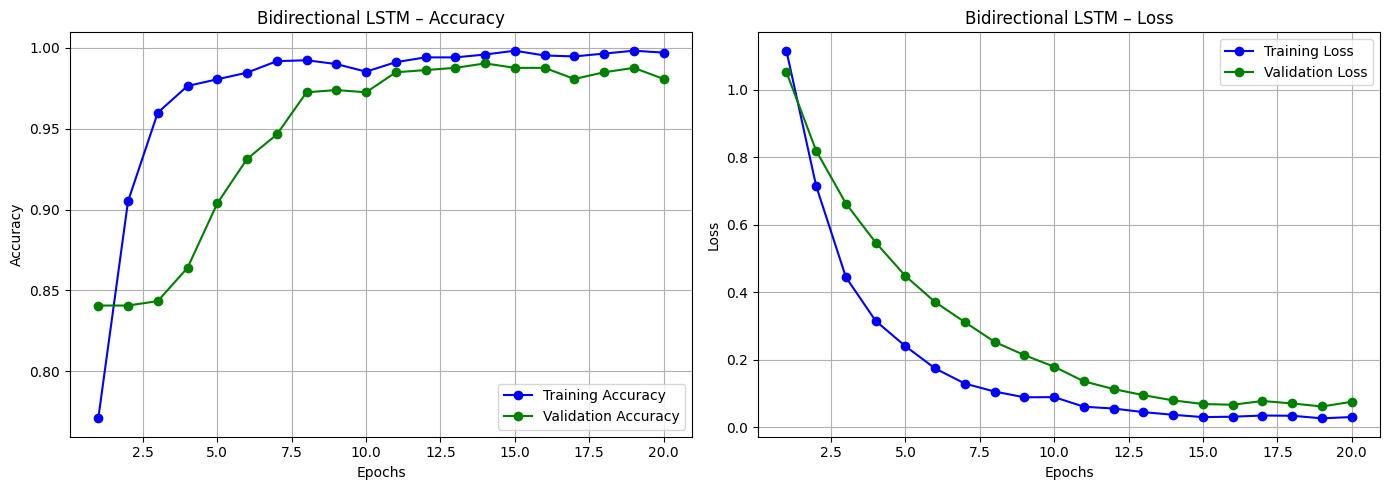 Bidirectional LSTM – Accuracy
1.00
0.95
0.90
0.85
0.80
Accuracy
Training Accuracy
Validation Accuracy
2.5 5.0 7.5 10.0 12.5 15.0 17.5 20.0
Epochs
Bidirectional LSTM – Loss
Training Loss
Validation Loss
1.0
0.8
0.6
0.4
0.2
0.0
Loss
2.5 5.0 7.5 10.0 12.5 15.0 17.5 20.0
Epochs